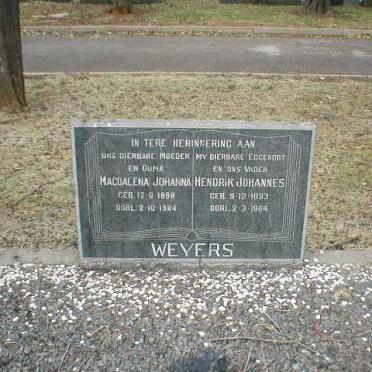 IN TERE HERINNERING AAN
ONS DIERBARE MOEDER
EN OUMA
MAGDALENA JOHANNA
GEB. 12-6 1898
OORL. 2-10-1984
MY DIERBARE EGGENOOT
EN ONS VADER
HENDRIK JOHANNES
GEB. 9-12-1893
OORL. 2-3-1964
WEYERS